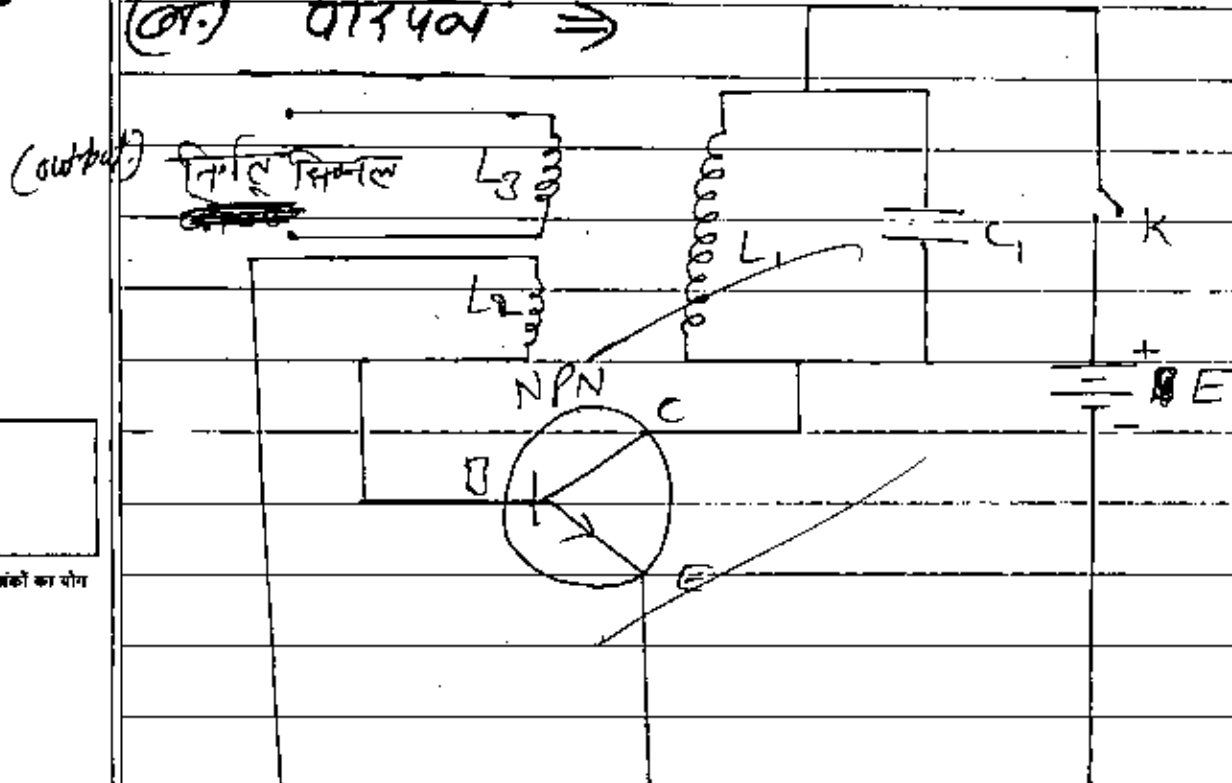 (ब.) परिपथ ⇒
(output) निर्गत सिग्नल
L3
L1
C1
K
L2
+
E
NPN
C
B
-
E
अंकों का योग